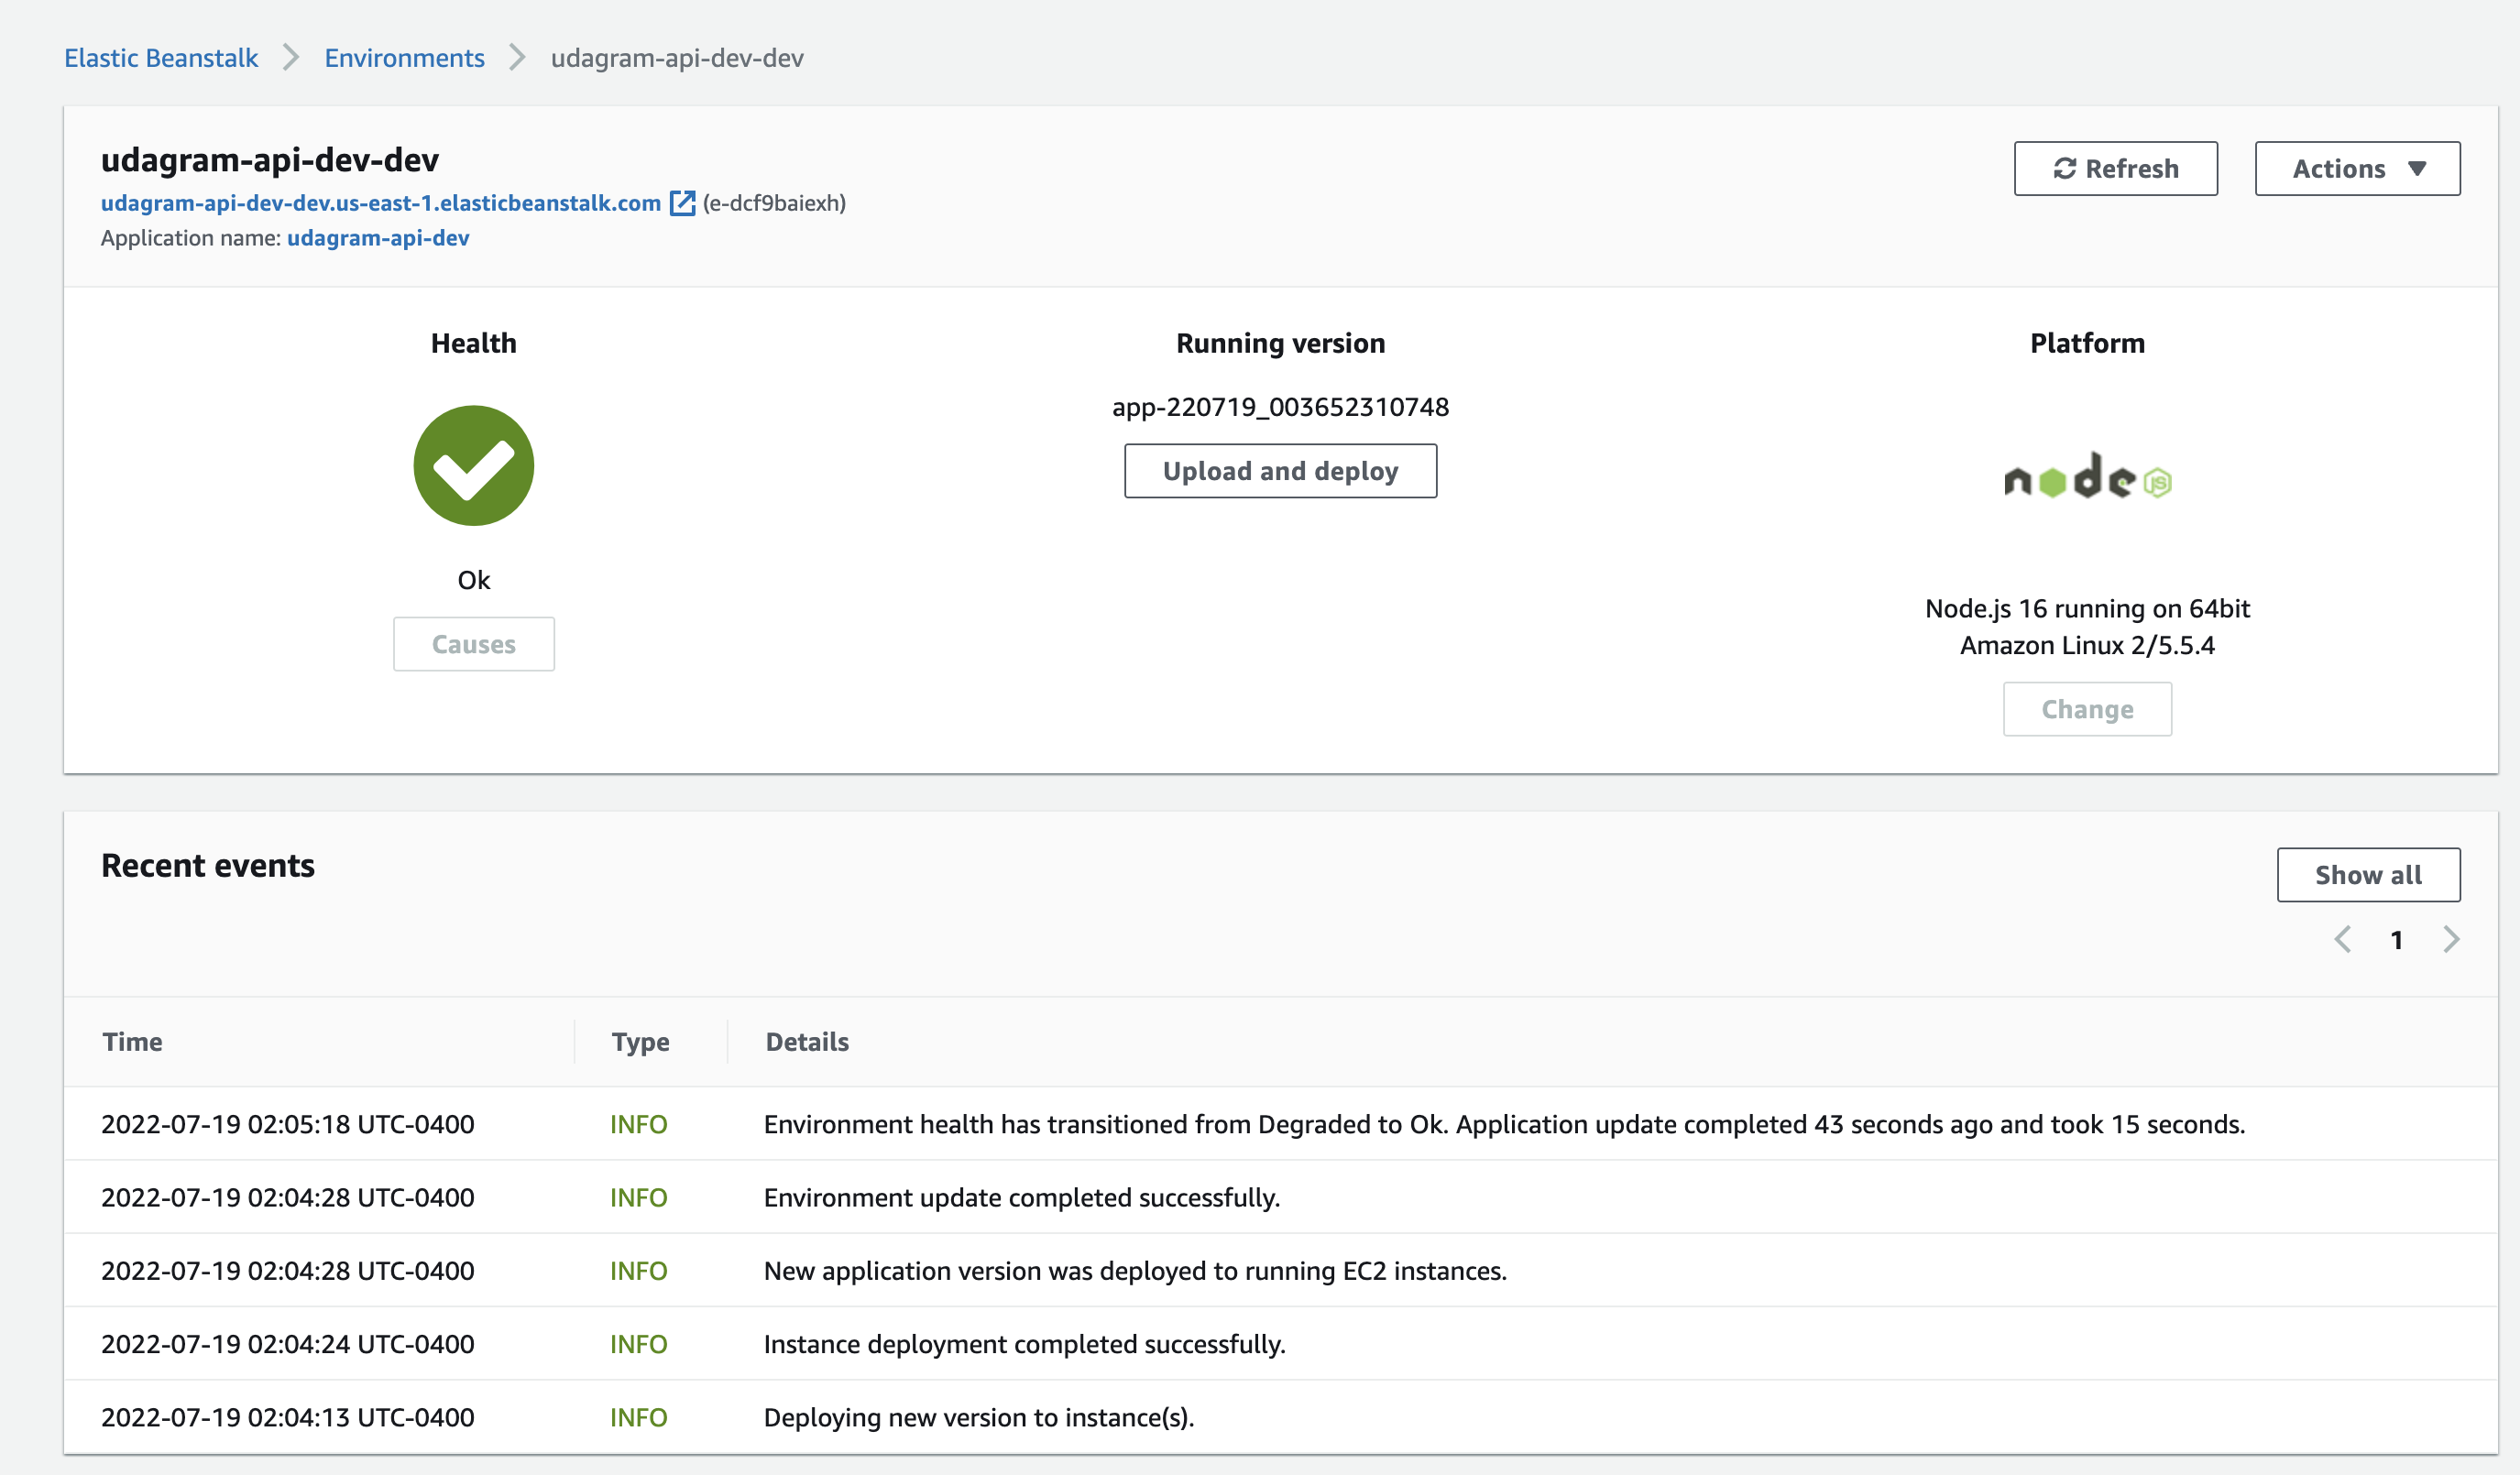 Elastic Beanstalk > Environments > udagram-api-dev-dev
udagram-api-dev-dev
Refresh
Actions
udagram-api-dev-dev.us-east-1.elasticbeanstalk.com (e-dcf9baiexh)
Application name: udagram-api-dev
Health
Ok
Causes
Running version
app-220719_003652310748
Upload and deploy
Platform
node JS
Node.js 16 running on 64bit
Amazon Linux 2/5.5.4
Change
Recent events
Show all
1
Time Type Details
2022-07-19 02:05:18 UTC-0400 INFO Environment health has transitioned from Degraded to Ok. Application update completed 43 seconds ago and took 15 seconds.
2022-07-19 02:04:28 UTC-0400 INFO Environment update completed successfully.
2022-07-19 02:04:28 UTC-0400 INFO New application version was deployed to running EC2 instances.
2022-07-19 02:04:24 UTC-0400 INFO Instance deployment completed successfully.
2022-07-19 02:04:13 UTC-0400 INFO Deploying new version to instance(s).